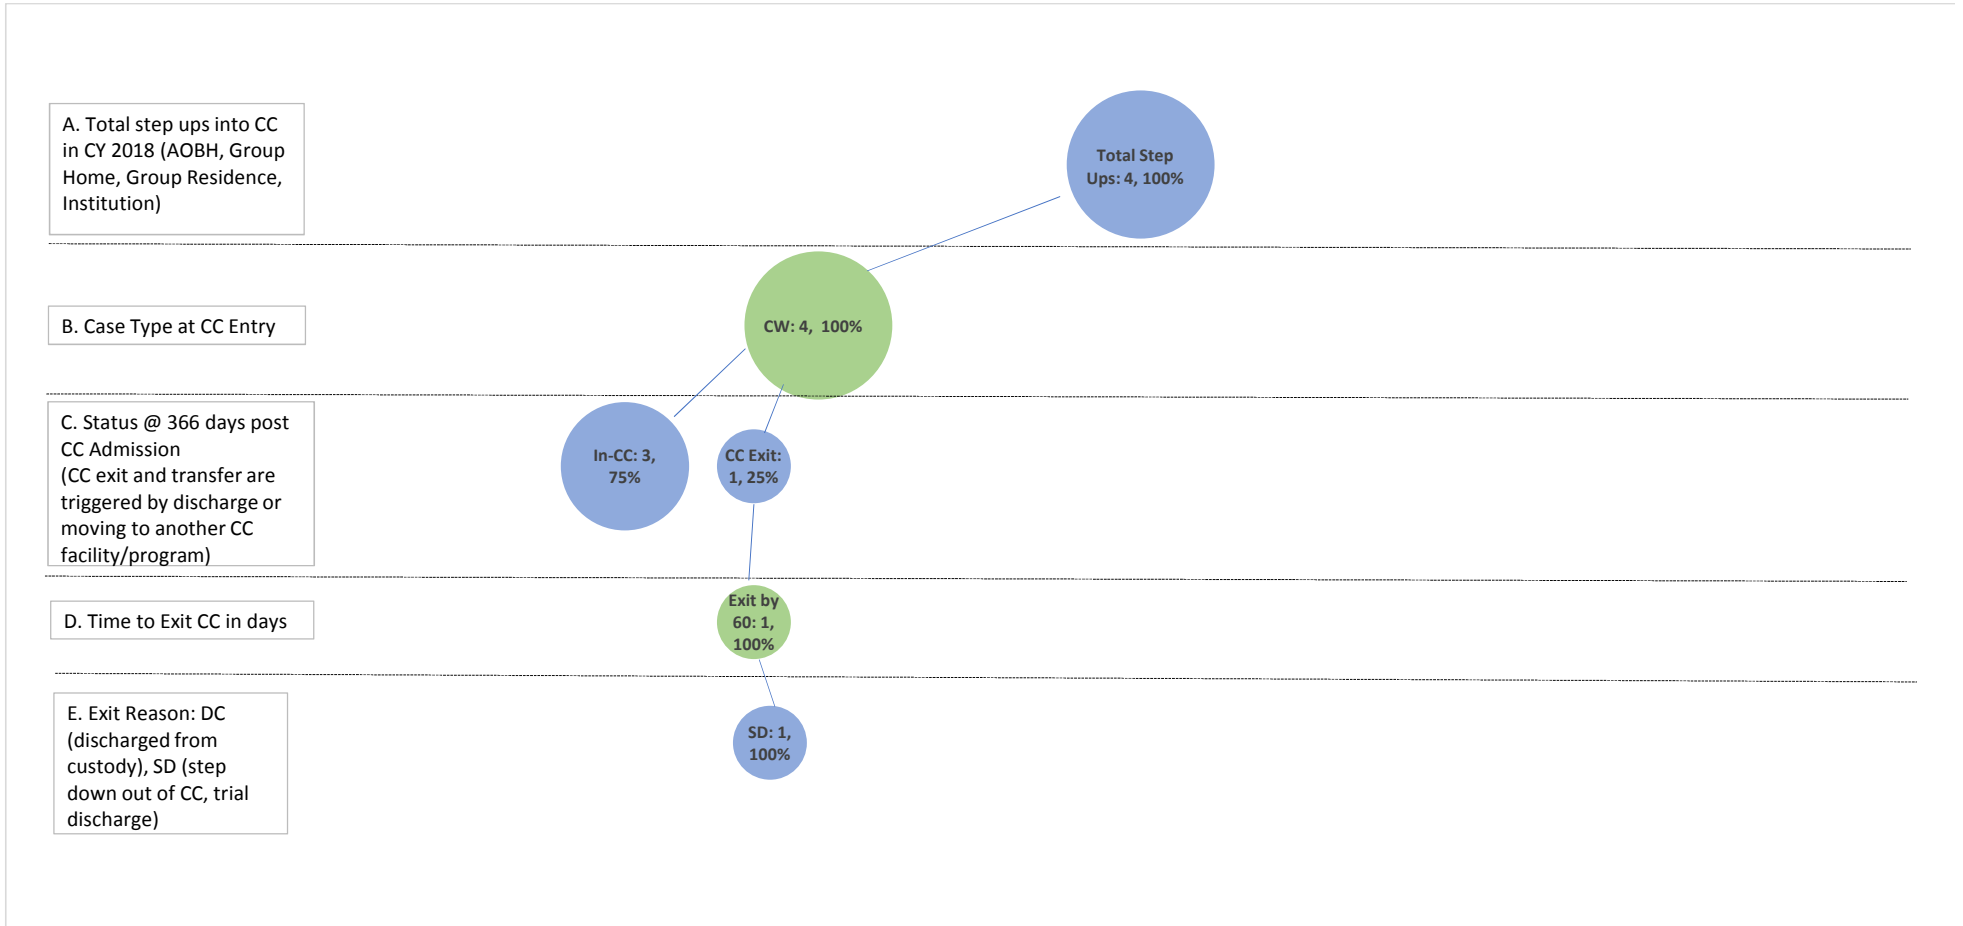 A. Total step ups into CC
in CY 2018 (AOBH, Group
Home, Group Residence,
Institution)
Total Step
Ups: 4, 100%
B. Case Type at CC Entry
CW: 4,  100%
C. Status @ 366 days post
CC Admission
(CC exit and transfer are
triggered by discharge or
moving to another CC
facility/program)
In-CC: 3,
75%
CC Exit:
1, 25%
D. Time to Exit CC in days
Exit by
60: 1,
100%
E. Exit Reason: DC
(discharged from
custody), SD (step
down out of CC, trial
discharge)
SD: 1,
100%